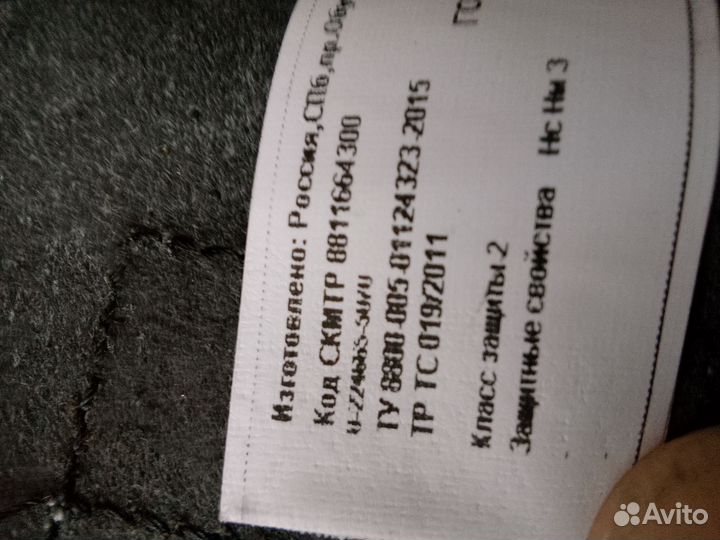 ГО
Изготовлено: Россия,СПб,пр.Обу
Код СКМТР 8811664300
ТУ 8800-005-01124323-2015
ТР ТС 019/2011
Класс защиты-2
Защитные свойства Нс Нм З
Avito